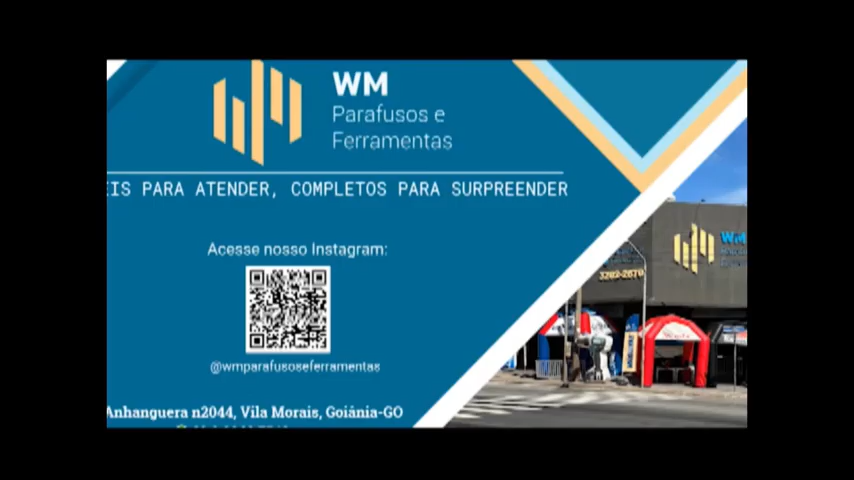 WM
Parafusos e
Ferramentas
EIS PARA ATENDER, COMPLETOS PARA SURPREENDER
Acesse nosso Instagram:
@wmparafusoseferramentas
Anhanguera n2044, Vila Morais, Goiânia-GO
WM